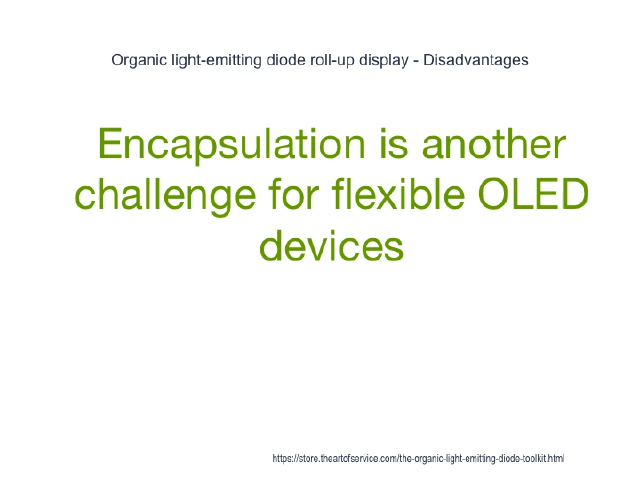 Organic light-emitting diode roll-up display - Disadvantages
Encapsulation is another
challenge for flexible OLED
devices
https://store.theartofservice.com/the-organic-light-emitting-diode-toolkit.html